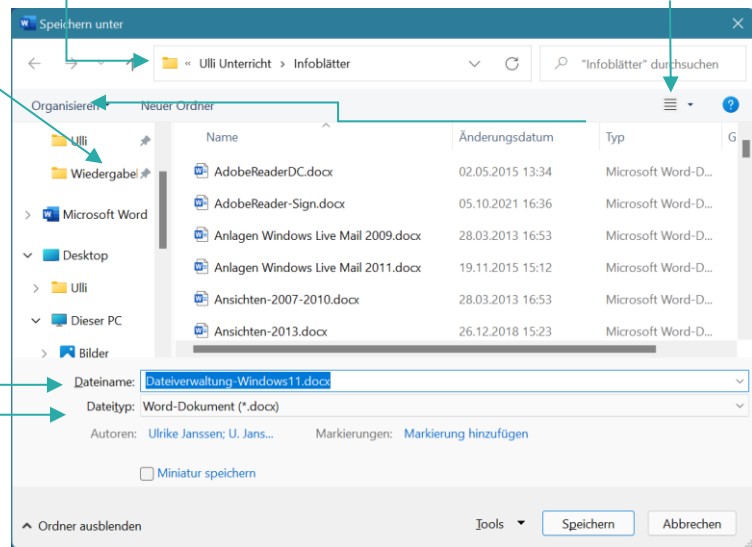 Speichern unter
« Ulli Unterricht > Infoblätter
"Infoblätter" durchsuchen
Organisieren
Neuer Ordner
Name Änderungsdatum Typ G
Ulli
Wiedergabel
Microsoft Word
Desktop
Ulli
Dieser PC
Bilder
AdobeReaderDC.docx 02.05.2015 13:34 Microsoft Word-D...
AdobeReader-Sign.docx 05.10.2021 16:36 Microsoft Word-D...
Anlagen Windows Live Mail 2009.docx 28.03.2013 16:53 Microsoft Word-D...
Anlagen Windows Live Mail 2011.docx 19.11.2015 15:12 Microsoft Word-D...
Ansichten-2007-2010.docx 28.03.2013 16:53 Microsoft Word-D...
Ansichten-2013.docx 26.12.2018 15:23 Microsoft Word-D...
Dateiname: Dateiverwaltung-Windows11.docx
Dateityp: Word-Dokument (*.docx)
Autoren: Ulrike Janssen; U. Jans... Markierungen: Markierung hinzufügen
Miniatur speichern
Ordner ausblenden Tools Speichern Abbrechen